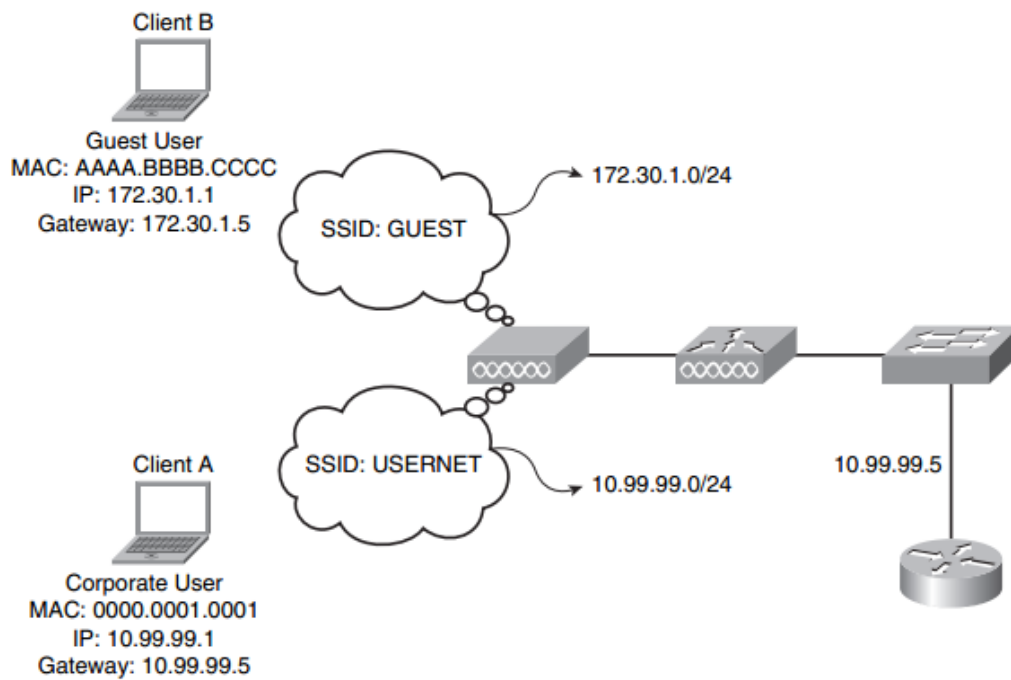 Client B
Guest User
MAC: AAAA.BBBB.CCCC
IP: 172.30.1.1
Gateway: 172.30.1.5
172.30.1.0/24
SSID: GUEST
SSID: USERNET
10.99.99.0/24
10.99.99.5
Client A
Corporate User
MAC: 0000.0001.0001
IP: 10.99.99.1
Gateway: 10.99.99.5